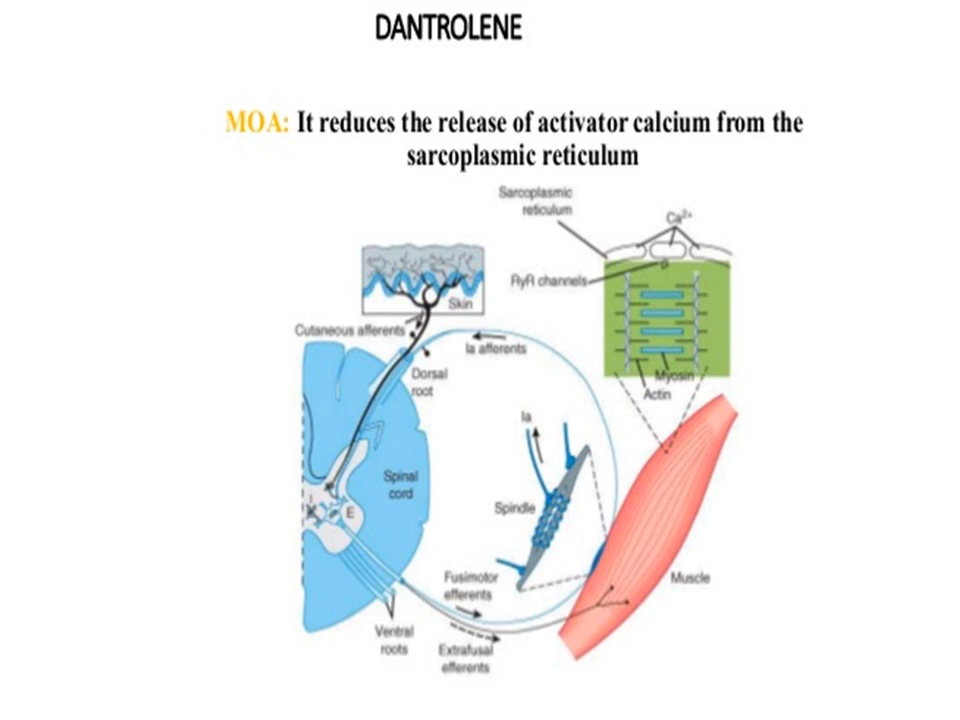 DANTROLENE
MOA: It reduces the release of activator calcium from the
sarcoplasmic reticulum
Sarcoplasmic
reticulum
Ca2+
RyR channels
Skin
Cutaneous afferents
Ia afferents
Dorsal
root
Myosin
Actin
Ia
Spinal
cord
Spindle
I
E
Fusimotor
efferents
Muscle
Ventral
roots
Extrafusal
efferents